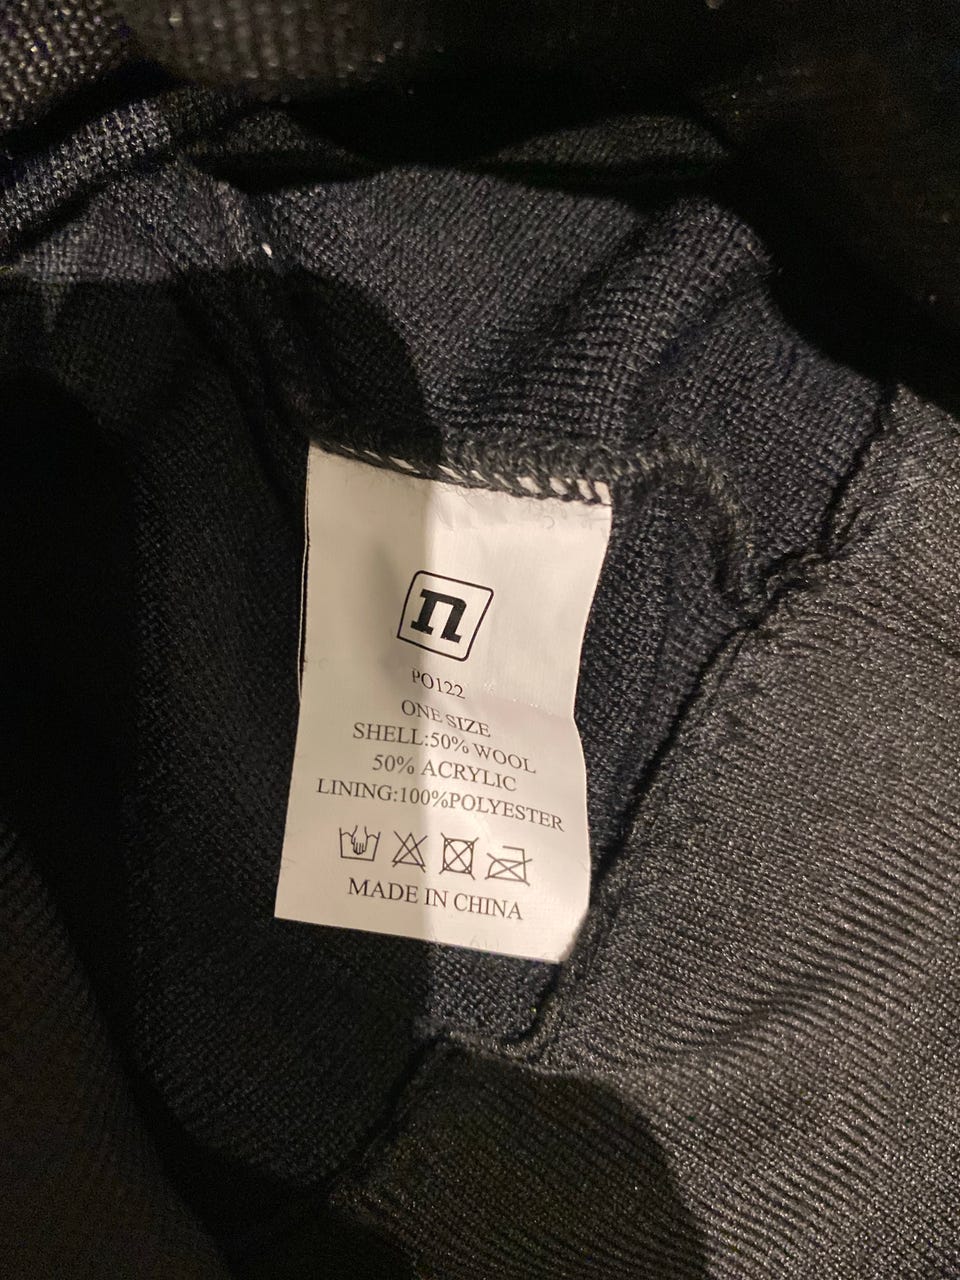 n
PO122
ONE SIZE
SHELL:50% WOOL
50% ACRYLIC
LINING:100%POLYESTER
MADE IN CHINA